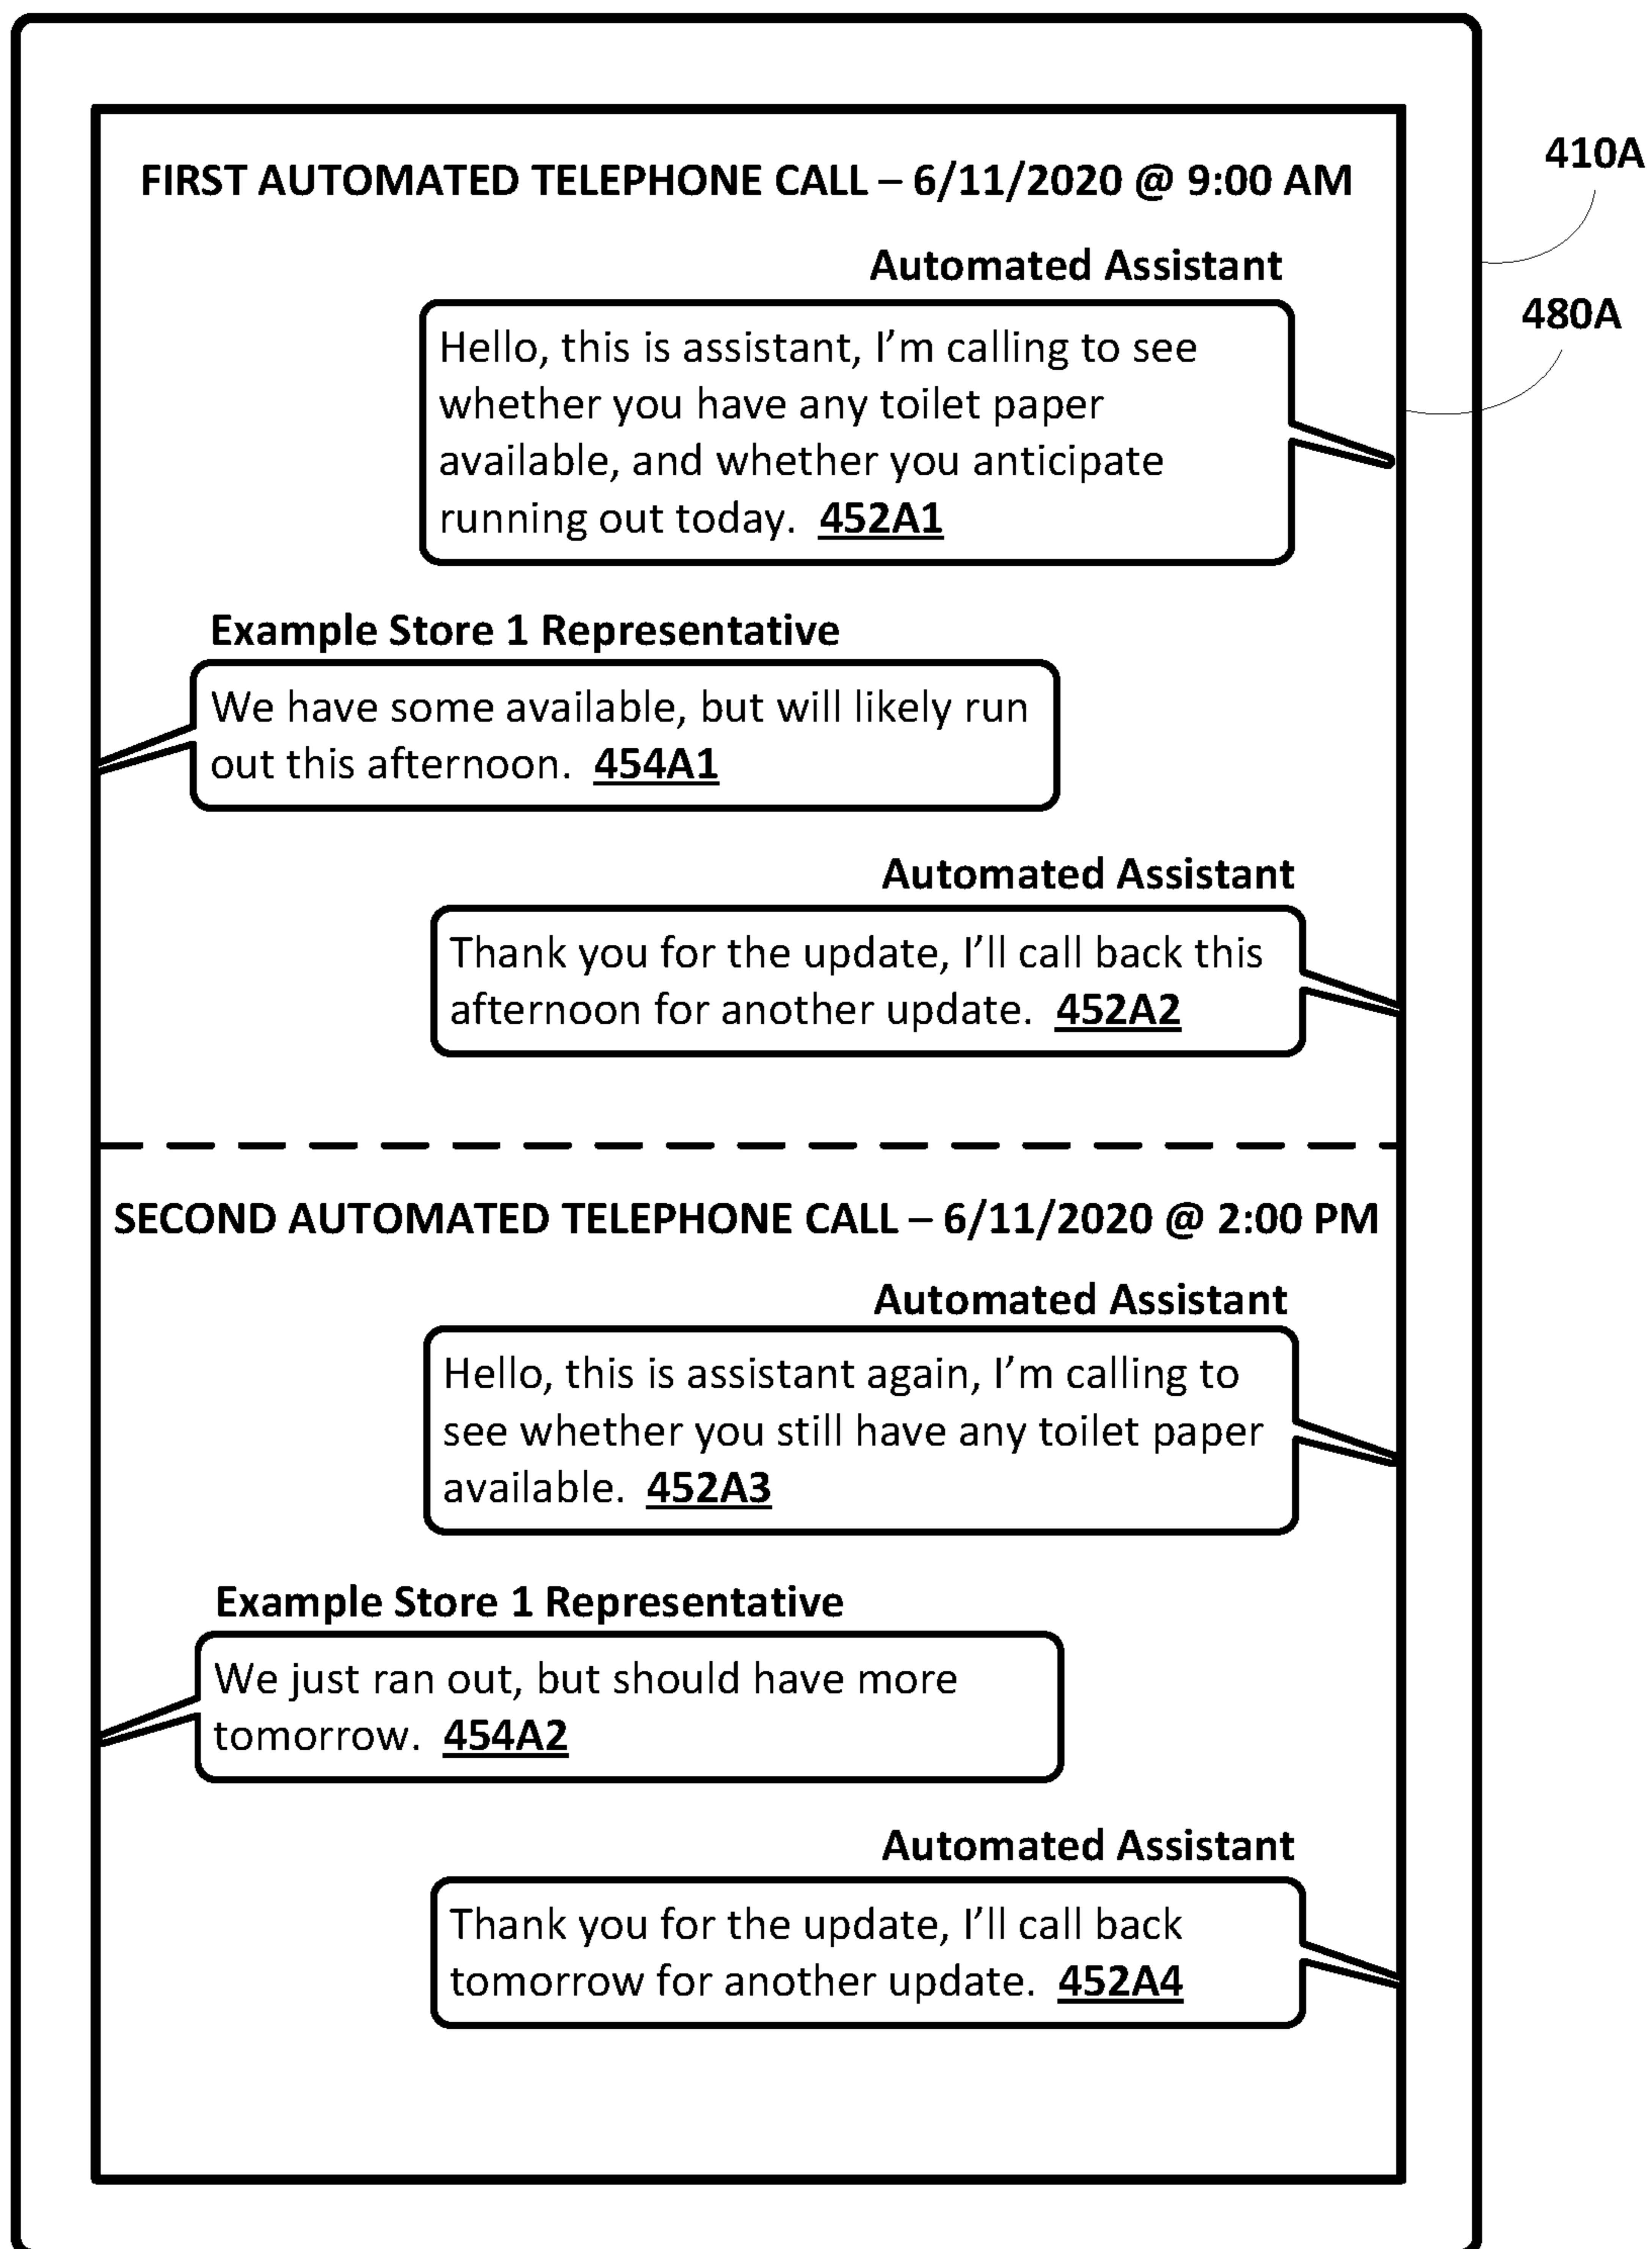 FIRST AUTOMATED TELEPHONE CALL – 6/11/2020 @ 9:00 AM
410A
Automated Assistant
480A
Hello, this is assistant, I’m calling to see
whether you have any toilet paper
available, and whether you anticipate
running out today. 452A1
Example Store 1 Representative
We have some available, but will likely run
out this afternoon. 454A1
Automated Assistant
Thank you for the update, I’ll call back this
afternoon for another update. 452A2
SECOND AUTOMATED TELEPHONE CALL – 6/11/2020 @ 2:00 PM
Automated Assistant
Hello, this is assistant again, I’m calling to
see whether you still have any toilet paper
available. 452A3
Example Store 1 Representative
We just ran out, but should have more
tomorrow. 454A2
Automated Assistant
Thank you for the update, I’ll call back
tomorrow for another update. 452A4